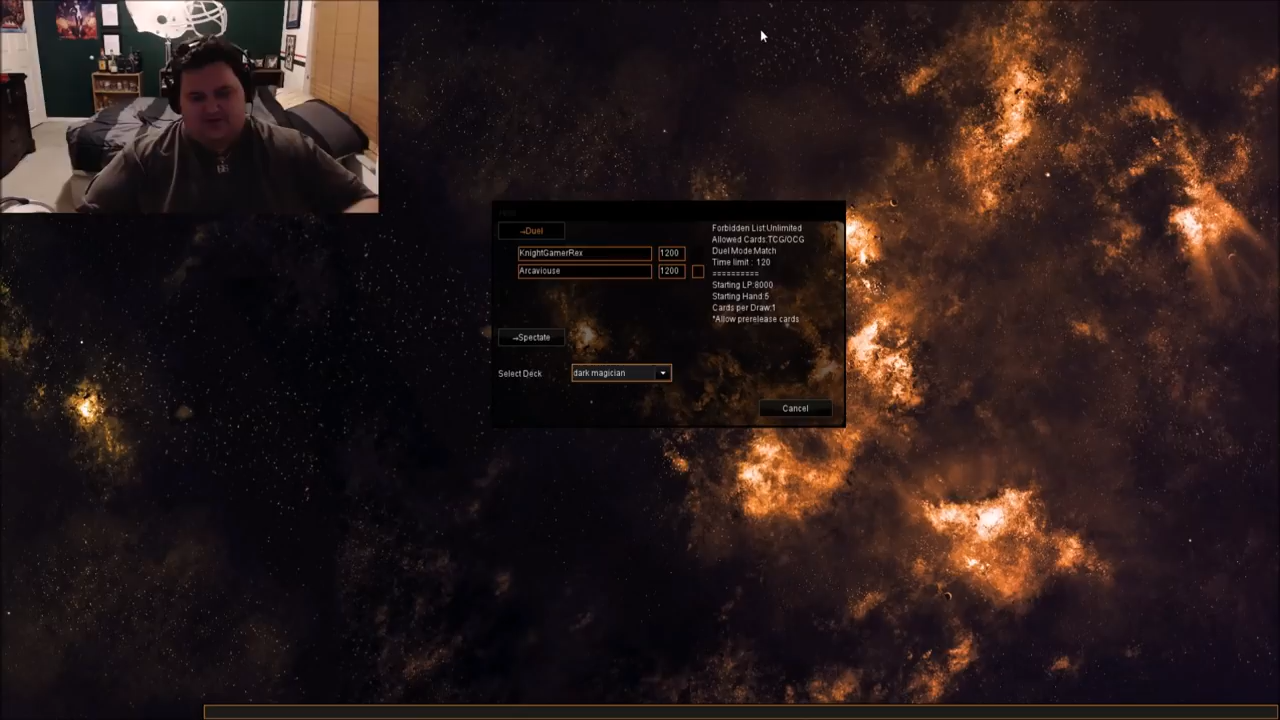 →Duel
KnightGamerRex 1200
Arcaviouse 1200
→Spectate
Select Deck dark magician
Cancel
Forbidden List:Unlimited
Allowed Cards:TCG/OCG
Duel Mode:Match
Time limit : 120
==========
Starting LP:8000
Starting Hand:5
Cards per Draw:1
*Allow prerelease cards